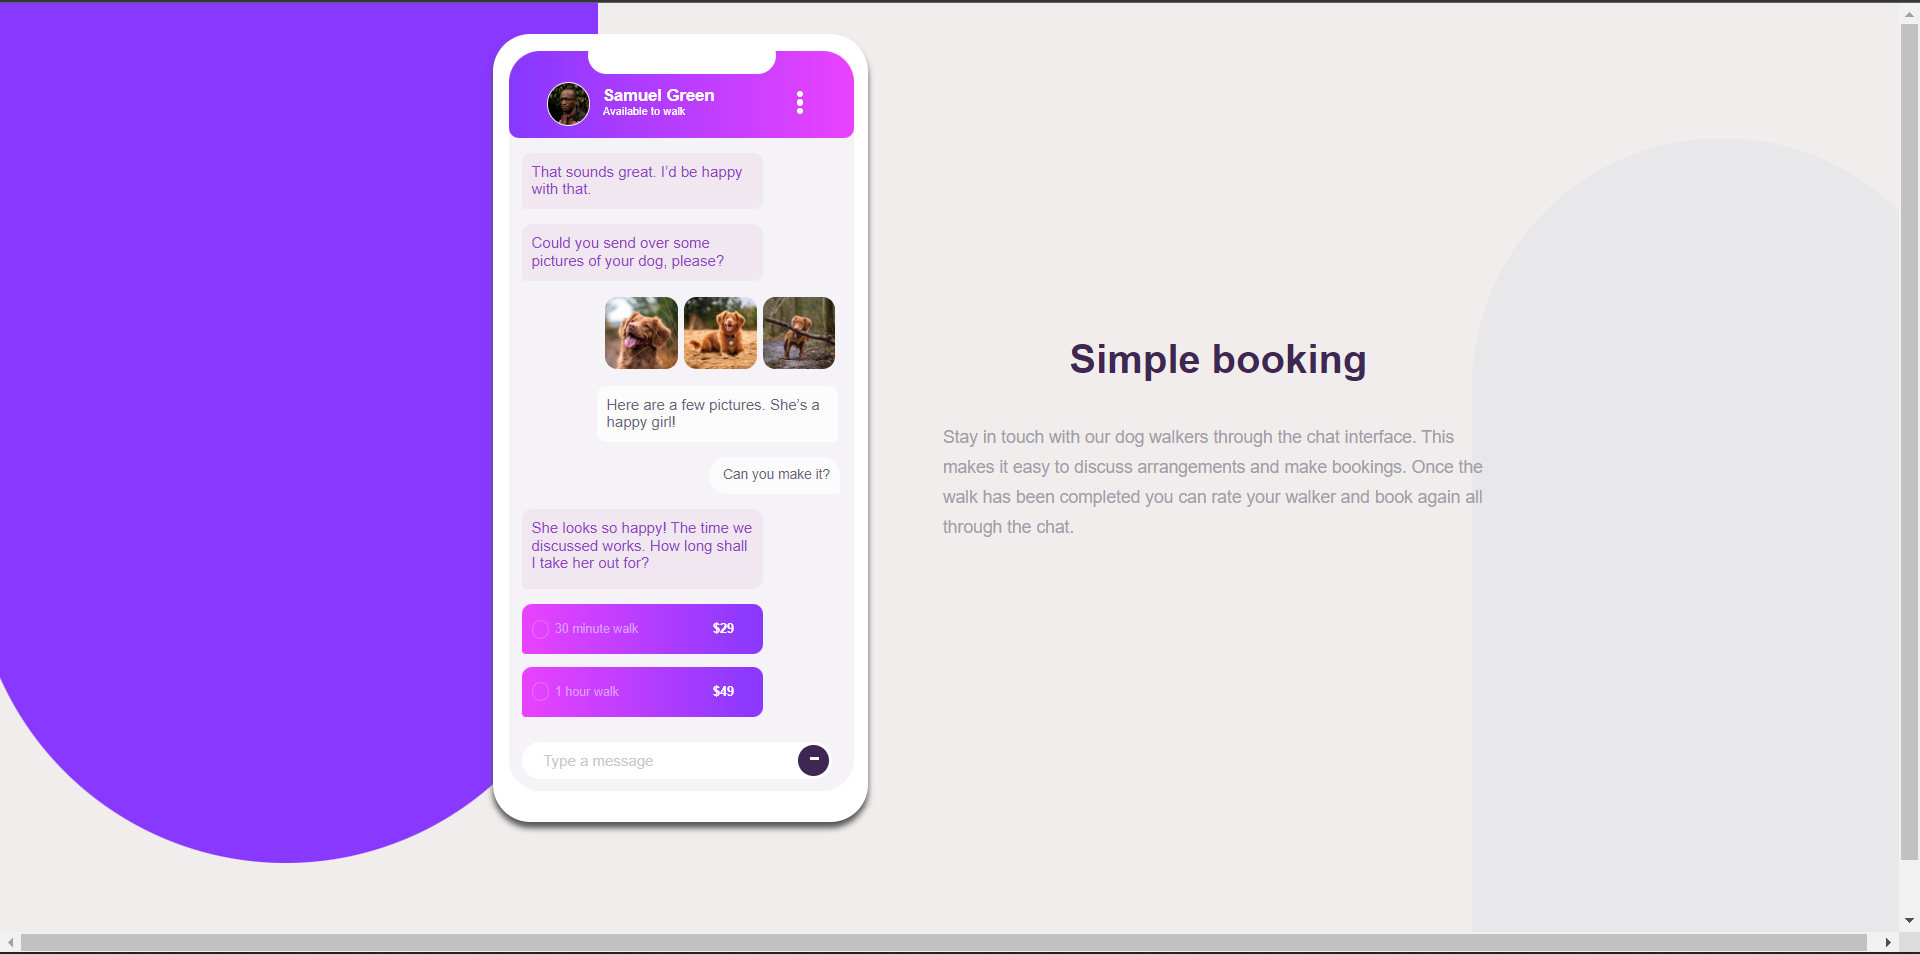 Samuel Green
Available to walk
That sounds great. I’d be happy
with that.
Could you send over some
pictures of your dog, please?
Here are a few pictures. She’s a
happy girl!
Can you make it?
She looks so happy! The time we
discussed works. How long shall
I take her out for?
30 minute walk $29
1 hour walk $49
Type a message
Simple booking
Stay in touch with our dog walkers through the chat interface. This
makes it easy to discuss arrangements and make bookings. Once the
walk has been completed you can rate your walker and book again all
through the chat.